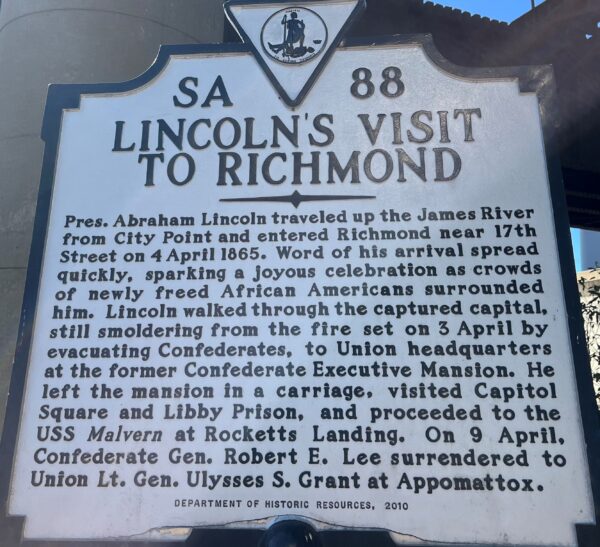 SA 88
LINCOLN'S VISIT
TO RICHMOND
Pres. Abraham Lincoln traveled up the James River
from City Point and entered Richmond near 17th
Street on 4 April 1865. Word of his arrival spread
quickly, sparking a joyous celebration as crowds
of newly freed African Americans surrounded
him. Lincoln walked through the captured capital,
still smoldering from the fire set on 3 April by
evacuating Confederates, to Union headquarters
at the former Confederate Executive Mansion. He
left the mansion in a carriage, visited Capitol
Square and Libby Prison, and proceeded to the
USS Malvern at Rocketts Landing. On 9 April,
Confederate Gen. Robert E. Lee surrendered to
Union Lt. Gen. Ulysses S. Grant at Appomattox.
DEPARTMENT OF HISTORIC RESOURCES, 2010